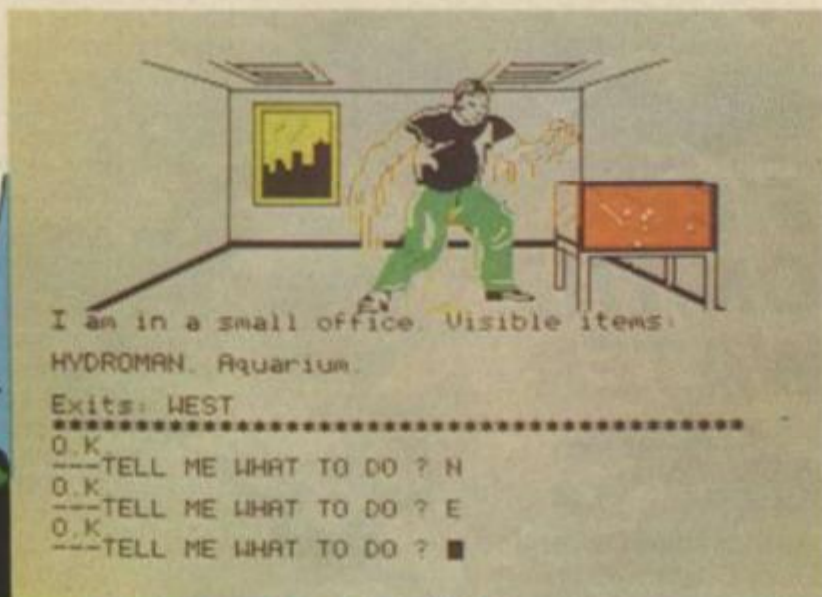 I am in a small office. Visible items:
HYDROMAN. Aquarium.
Exits: WEST
O.K
---TELL ME WHAT TO DO ? N
O.K
---TELL ME WHAT TO DO ? E
O.K
---TELL ME WHAT TO DO ?